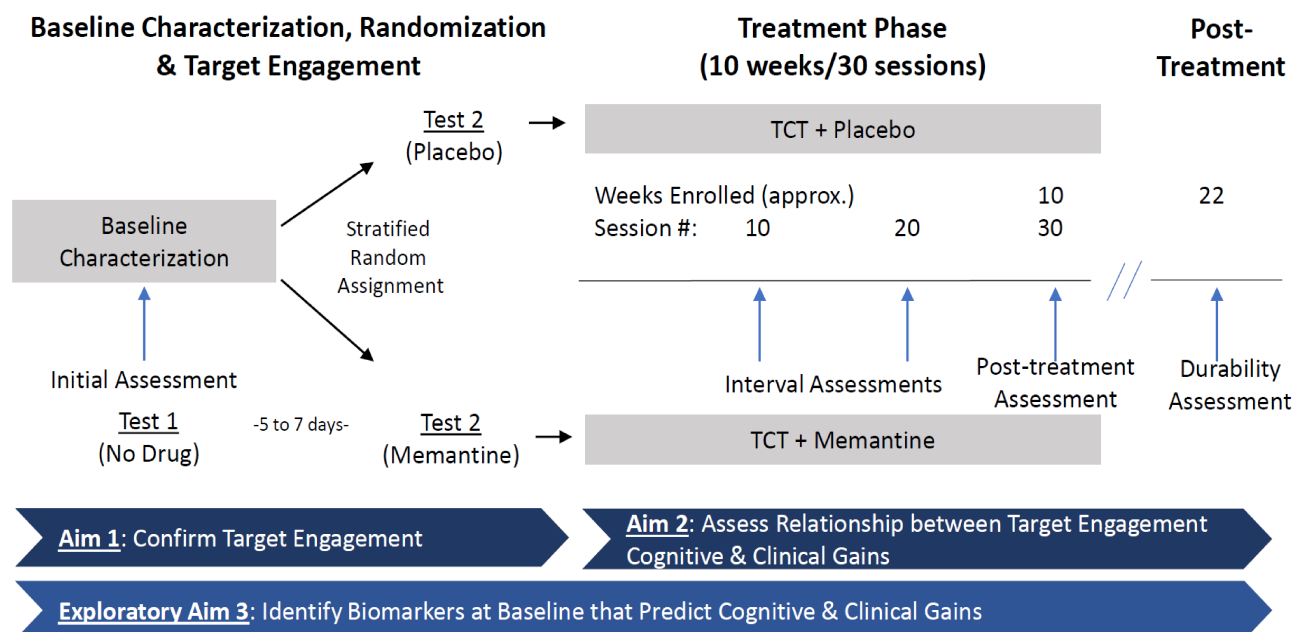 Baseline Characterization, Randomization
& Target Engagement
Treatment Phase
(10 weeks/30 sessions)
Post-
Treatment
Test 2
(Placebo)
TCT + Placebo
Baseline
Characterization
Stratified
Random
Assignment
Weeks Enrolled (approx.) 10 22
Session #: 10 20 30
Initial Assessment
Test 1
(No Drug)
-5 to 7 days-
Test 2
(Memantine)
Interval Assessments
Post-treatment
Assessment
Durability
Assessment
TCT + Memantine
Aim 1: Confirm Target Engagement
Aim 2: Assess Relationship between Target Engagement
Cognitive & Clinical Gains
Exploratory Aim 3: Identify Biomarkers at Baseline that Predict Cognitive & Clinical Gains